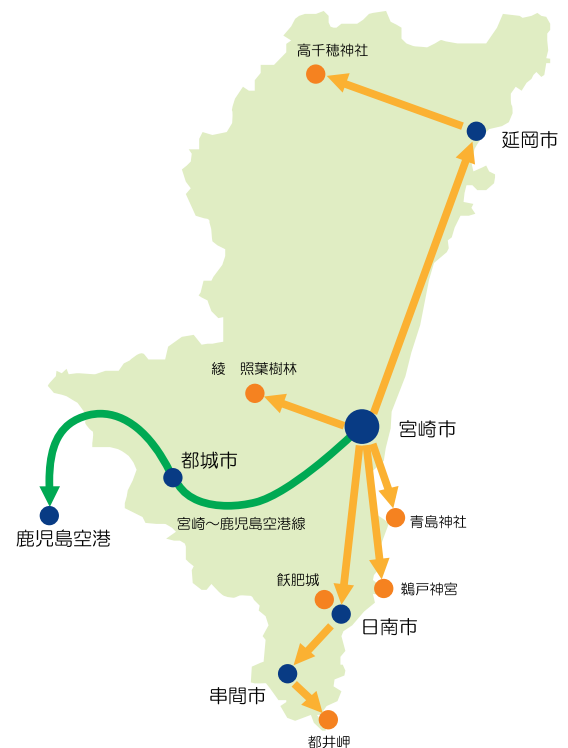 高千穂神社
延岡市
綾　照葉樹林
宮崎市
都城市
鹿児島空港
宮崎～鹿児島空港線
青島神社
飫肥城
鵜戸神宮
日南市
串間市
都井岬